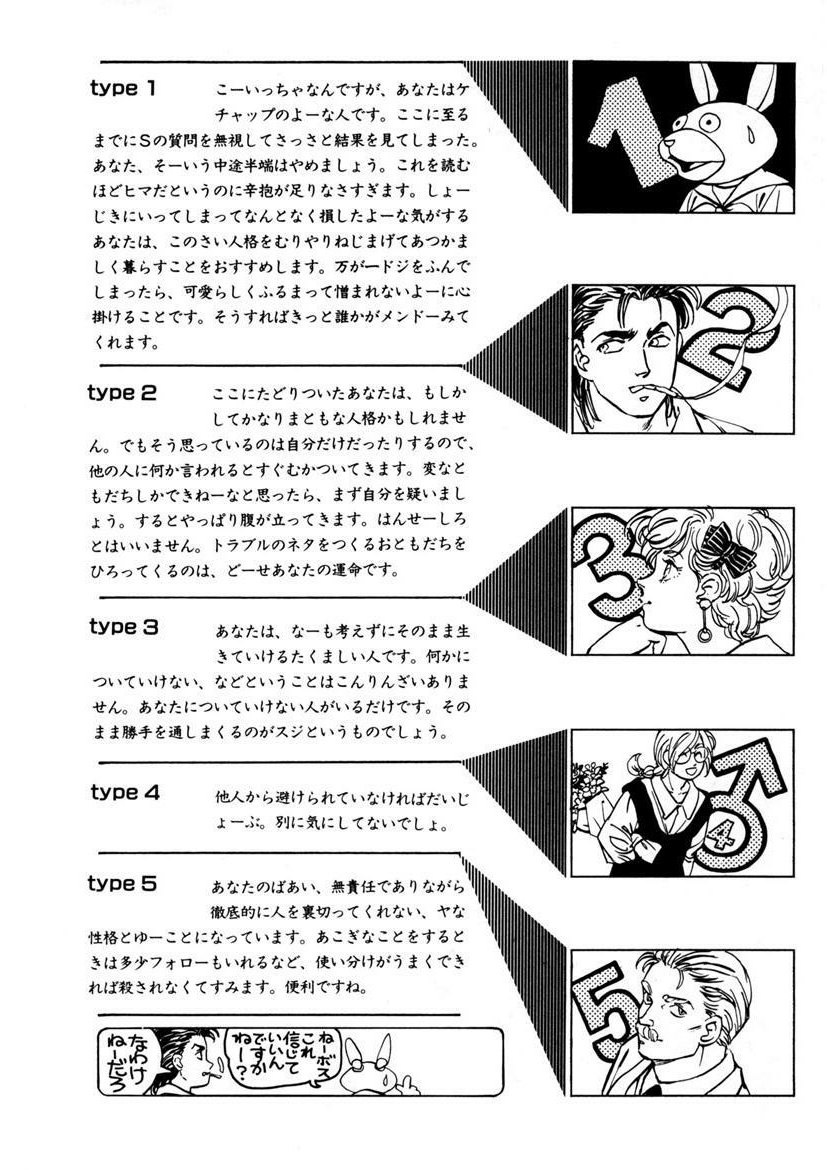 type 1
こーいっちゃなんですが、あなたはケ
チャップのよーな人です。ここに至る
までにSの質問を無視してさっさと結果を見てしまった。
あなた、そーいう中途半端はやめましょう。これを読む
ほどヒマだというのに辛抱が足りなさすぎます。しょー
じきにいってしまってなんとなく損したよーな気がする
あなたは、このさい人格をむりやりねじまげてあつかま
しく暮らすことをおすすめします。万が一ドジをふんで
しまったら、可愛らしくふるまって憎まれないよーに心
掛けることです。そうすればきっと誰かがメンドーみて
くれます。
1
type 2
ここにたどりついたあなたは、もしか
してかなりまともな人格かもしれませ
ん。でもそう思っているのは自分だけだったりするので、
他の人に何か言われるとすぐむかついてきます。変なと
もだちしかできねーなと思ったら、まず自分を疑いまし
ょう。するとやっぱり腹が立ってきます。はんせーしろ
とはいいません。トラブルのネタをつくるおともだちを
ひろってくるのは、どーせあなたの運命です。
2
type 3
あなたは、なーも考えずにそのまま生
きていけるたくましい人です。何かに
ついていけない、などということはこんりんざいありま
せん。あなたについていけない人がいるだけです。その
まま勝手を通しまくるのがスジというものでしょう。
3
type 4
他人から避けられていなければだいじ
ょーぶ。別に気にしてないでしょ。
4
type 5
あなたのばあい、無責任でありながら
徹底的に人を裏切ってくれない、ヤな
性格とゆーことになっています。あこぎなことをすると
きは多少フォローもいれるなど、使い分けがうまくでき
れば殺されなくてすみます。便利ですね。
5
ねーボス
これ
信じて
いいん
ですか
ねー?
なわけ
ねーだろ